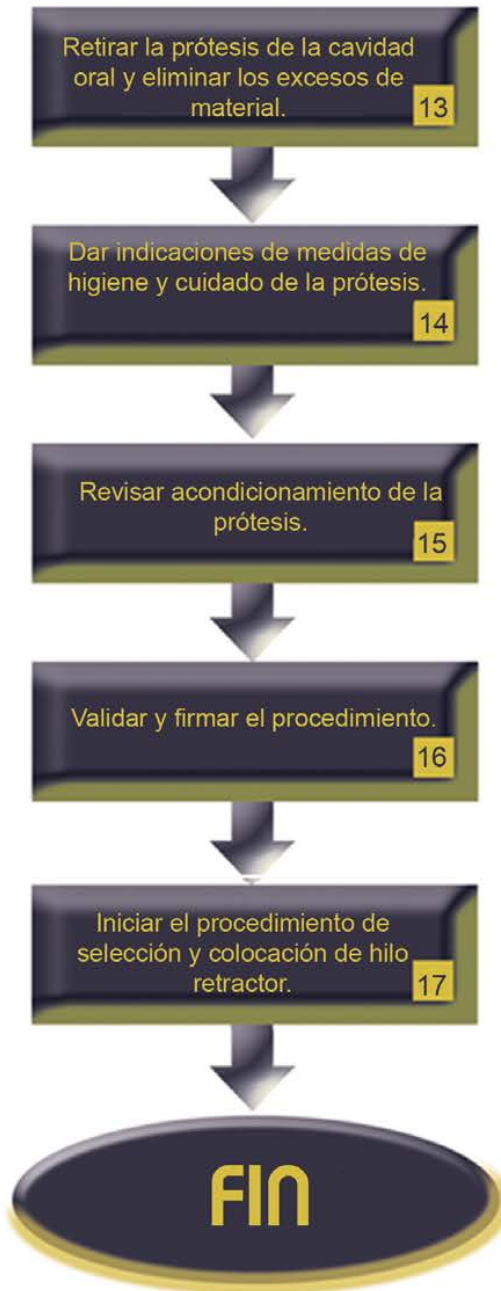 Retirar la prótesis de la cavidad
oral y eliminar los excesos de
material.
13
Dar indicaciones de medidas de
higiene y cuidado de la prótesis.
14
Revisar acondicionamiento de la
prótesis.
15
Validar y firmar el procedimiento.
16
Iniciar el procedimiento de
selección y colocación de hilo
retractor.
17
FIN